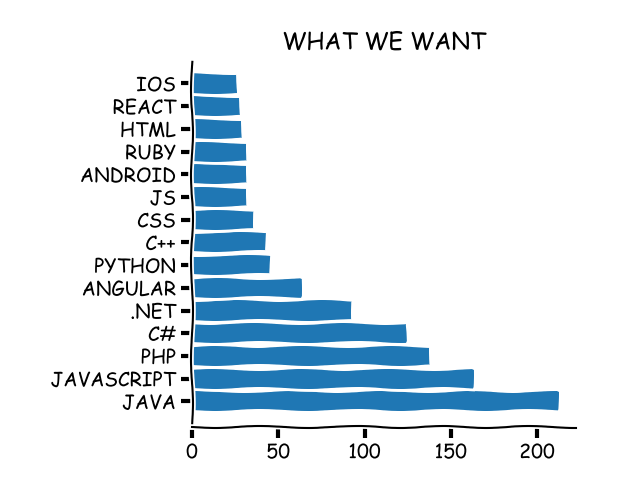 WHAT WE WANT
IOS
REACT
HTML
RUBY
ANDROID
JS
CSS
C++
PYTHON
ANGULAR
.NET
C#
PHP
JAVASCRIPT
JAVA
0 50 100 150 200